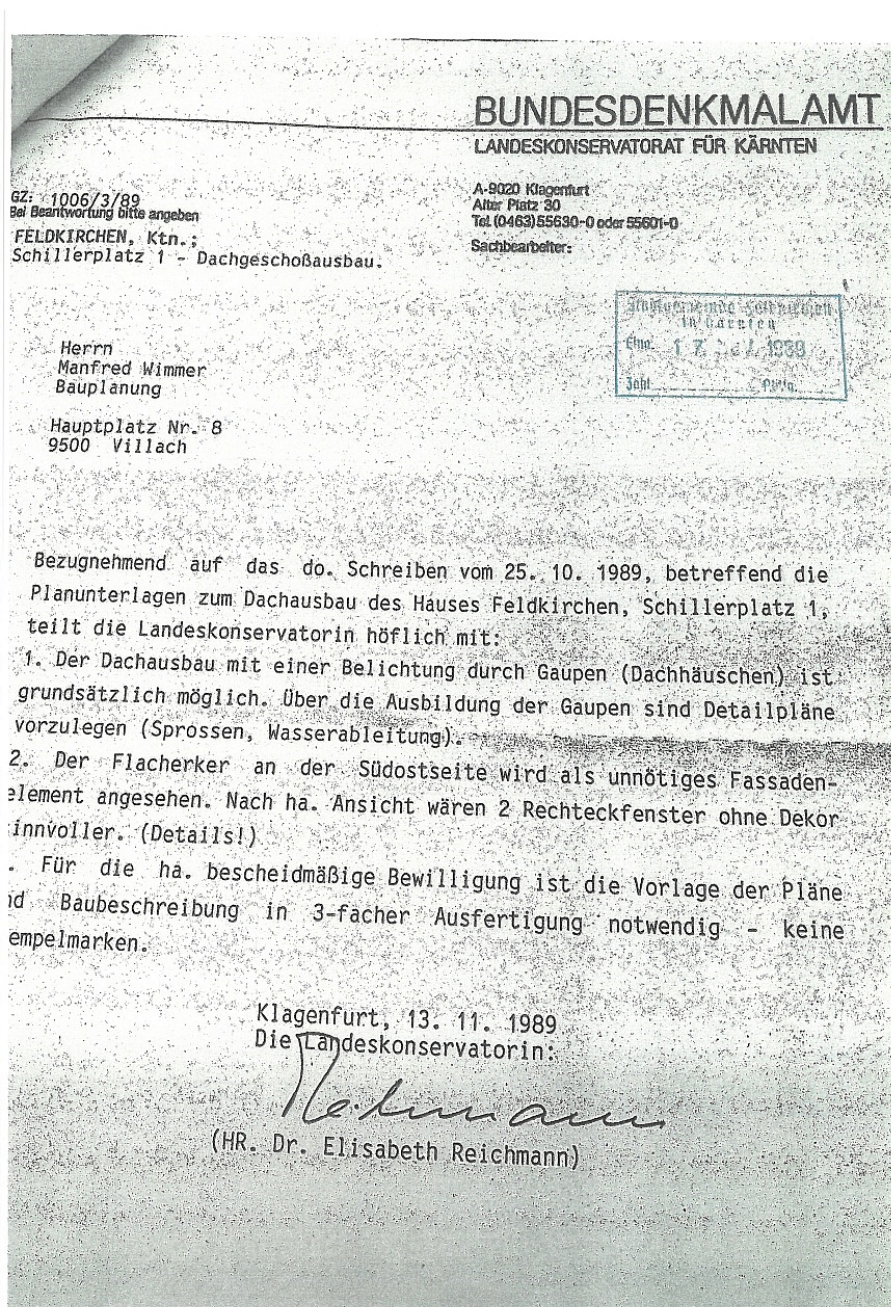 BUNDESDENKMALAMT
LANDESKONSERVATORAT FÜR KÄRNTEN
GZ: 1006/3/89
Bei Beantwortung bitte angeben
FELDKIRCHEN, Ktn.;
Schillerplatz 1 - Dachgeschoßausbau.
A-9020 Klagenfurt
Alter Platz 30
Tel. (0463) 55630-0 oder 55601-0
Sachbearbeiter:
in Kärnten
Eing. 17. 1989
Zahl
Herrn
Manfred Wimmer
Bauplanung
Hauptplatz Nr. 8
9500 Villach
Bezugnehmend auf das do. Schreiben vom 25. 10. 1989, betreffend die
Planunterlagen zum Dachausbau des Hauses Feldkirchen, Schillerplatz 1,
teilt die Landeskonservatorin höflich mit:
1. Der Dachausbau mit einer Belichtung durch Gaupen (Dachhäuschen) ist
grundsätzlich möglich. Über die Ausbildung der Gaupen sind Detailpläne
vorzulegen (Sprossen, Wasserableitung).
2. Der Flacherker an der Südostseite wird als unnötiges Fassaden-
element angesehen. Nach ha. Ansicht wären 2 Rechteckfenster ohne Dekor
innvoller. (Details!)
. Für die ha. bescheidmäßige Bewilligung ist die Vorlage der Pläne
nd Baubeschreibung in 3-facher Ausfertigung notwendig - keine
empelmarken.
Klagenfurt, 13. 11. 1989
Die Landeskonservatorin:
(HR. Dr. Elisabeth Reichmann)